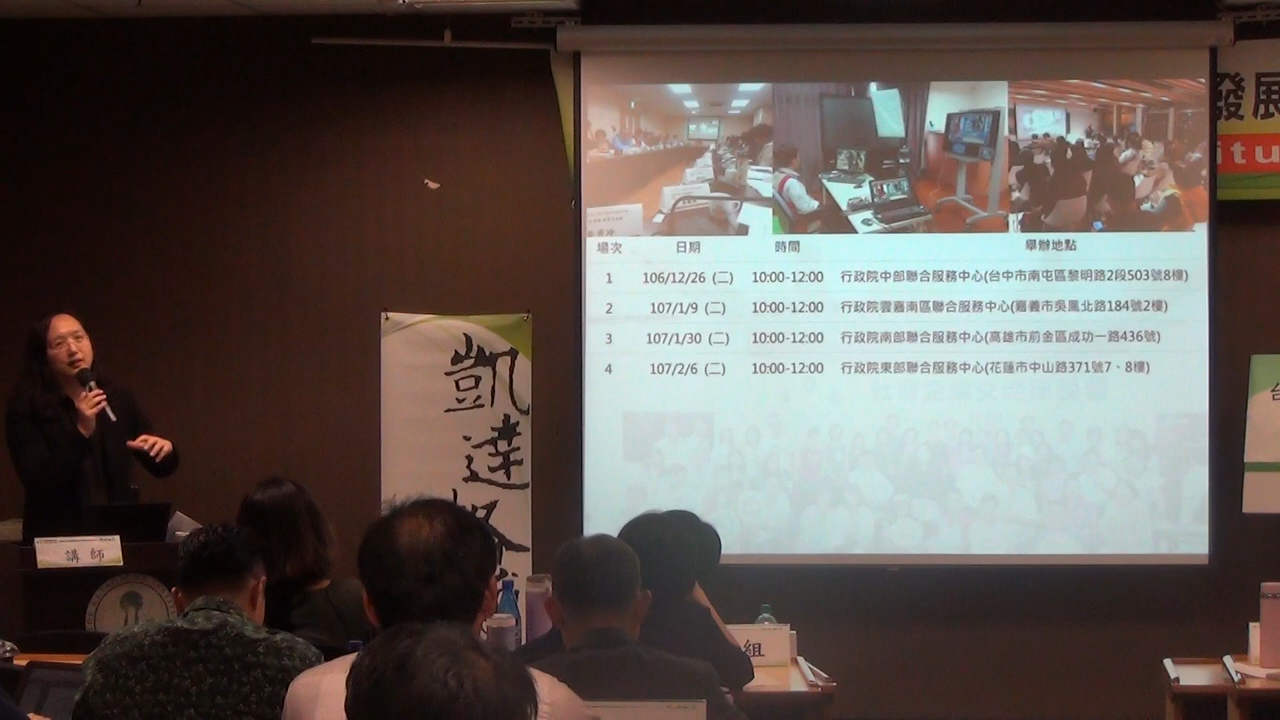 場次 日期 時間 舉辦地點
1 106/12/26 (二) 10:00-12:00 行政院中部聯合服務中心(台中市南屯區黎明路2段503號8樓)
2 107/1/9 (二) 10:00-12:00 行政院雲嘉南區聯合服務中心(嘉義市吳鳳北路184號2樓)
3 107/1/30 (二) 10:00-12:00 行政院南部聯合服務中心(高雄市前金區成功一路436號)
4 107/2/6 (二) 10:00-12:00 行政院東部聯合服務中心(花蓮市中山路371號7、8樓)
凱達格
講師
組
發展
itu
台